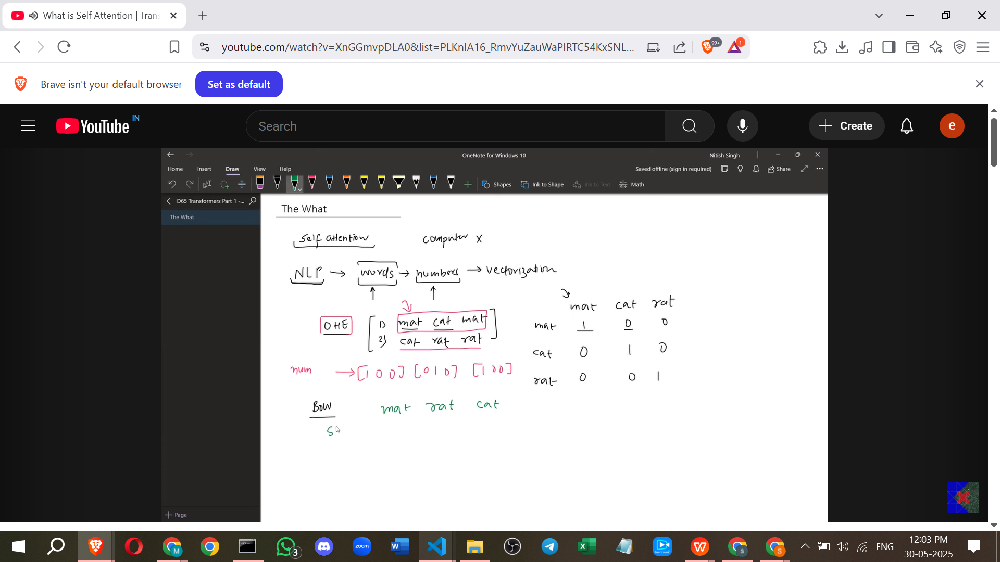 What is Self Attention | Trans
youtube.com/watch?v=XnGGmvpDLA0&list=PLKnIA16_RmvYuZauWaPlRTC54KxSNL...
99+
1
Brave isn't your default browser
Set as default
YouTube
IN
Search
Create
e
OneNote for Windows 10
Nitish Singh
Home
Insert
Draw
View
Help
Saved offline (sign in required)
Share
Shapes
Ink to Shape
Ink to Text
Math
D65 Transformers Part 1 -...
The What
The What
self attention computer x
NLP → words → numbers → vectorization
mat cat rat
OHE 1) mat cat mat
mat 1 0 0
2) cat rat rat
cat 0 1 0
num → [1 0 0] [0 1 0] [1 0 0]
rat 0 0 1
BOW mat rat cat
S
Page
M
3
zoom
W
X
W
S
S
ENG
12:03 PM
30-05-2025